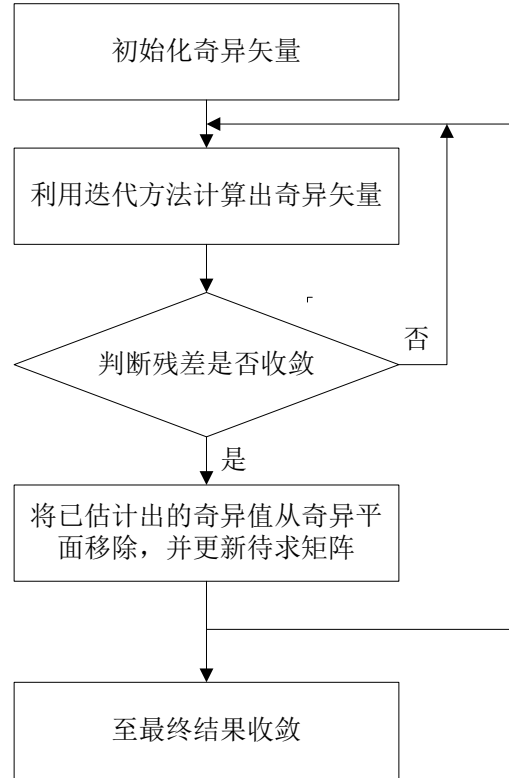 初始化奇异矢量
利用迭代方法计算出奇异矢量
否
判断残差是否收敛
是
将已估计出的奇异值从奇异平
面移除，并更新待求矩阵
至最终结果收敛